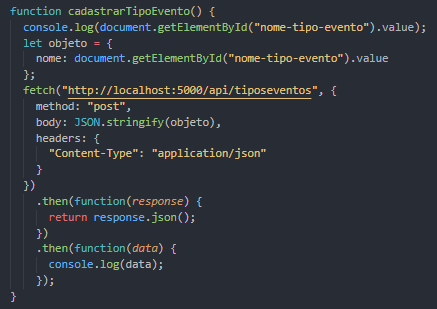 function cadastrarTipoEvento() {
console.log(document.getElementById("nome-tipo-evento").value);
let objeto = {
nome: document.getElementById("nome-tipo-evento").value
};
fetch("http://localhost:5000/api/tiposeventos", {
method: "post",
body: JSON.stringify(objeto),
headers: {
"Content-Type": "application/json"
}
})
.then(function(response) {
return response.json();
})
.then(function(data) {
console.log(data);
});
}